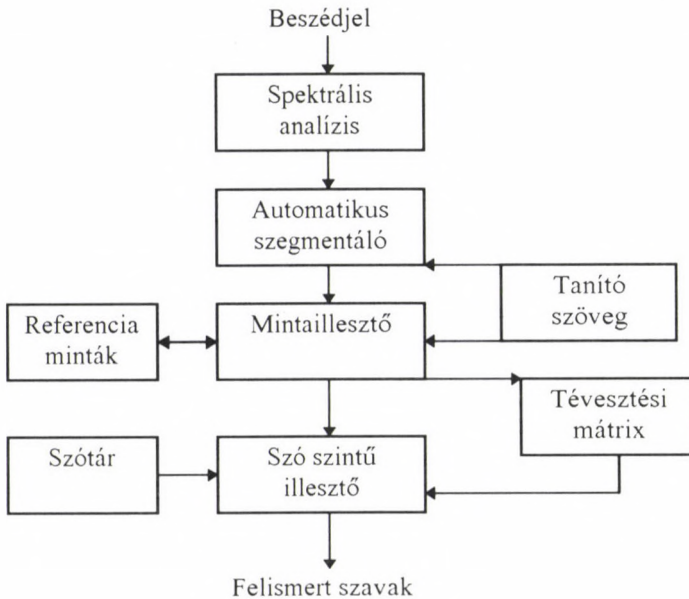 Beszédjel
Spektrális
analízis
Automatikus
szegmentáló
Tanító
szöveg
Referencia
minták
Mintaillesztő
Tévesztési
mátrix
Szótár
Szó szintű
illesztő
Felismert szavak